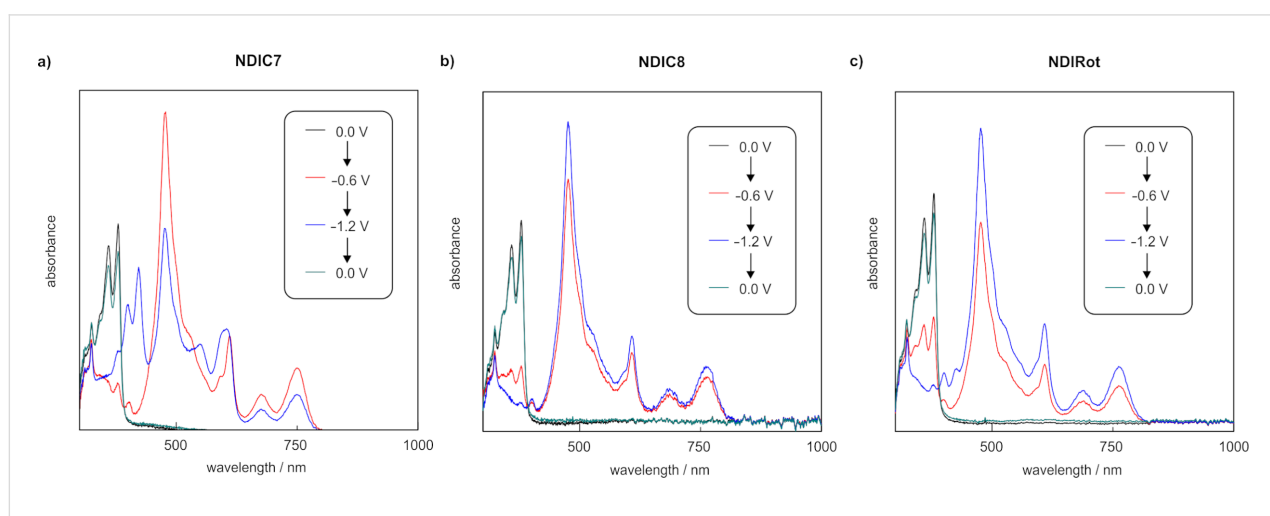 a) NDIC7
0.0 V
−0.6 V
−1.2 V
0.0 V
absorbance
500 750 1000
wavelength / nm
b) NDIC8
0.0 V
−0.6 V
−1.2 V
0.0 V
absorbance
500 750 1000
wavelength / nm
c) NDIRot
0.0 V
−0.6 V
−1.2 V
0.0 V
absorbance
500 750 1000
wavelength / nm